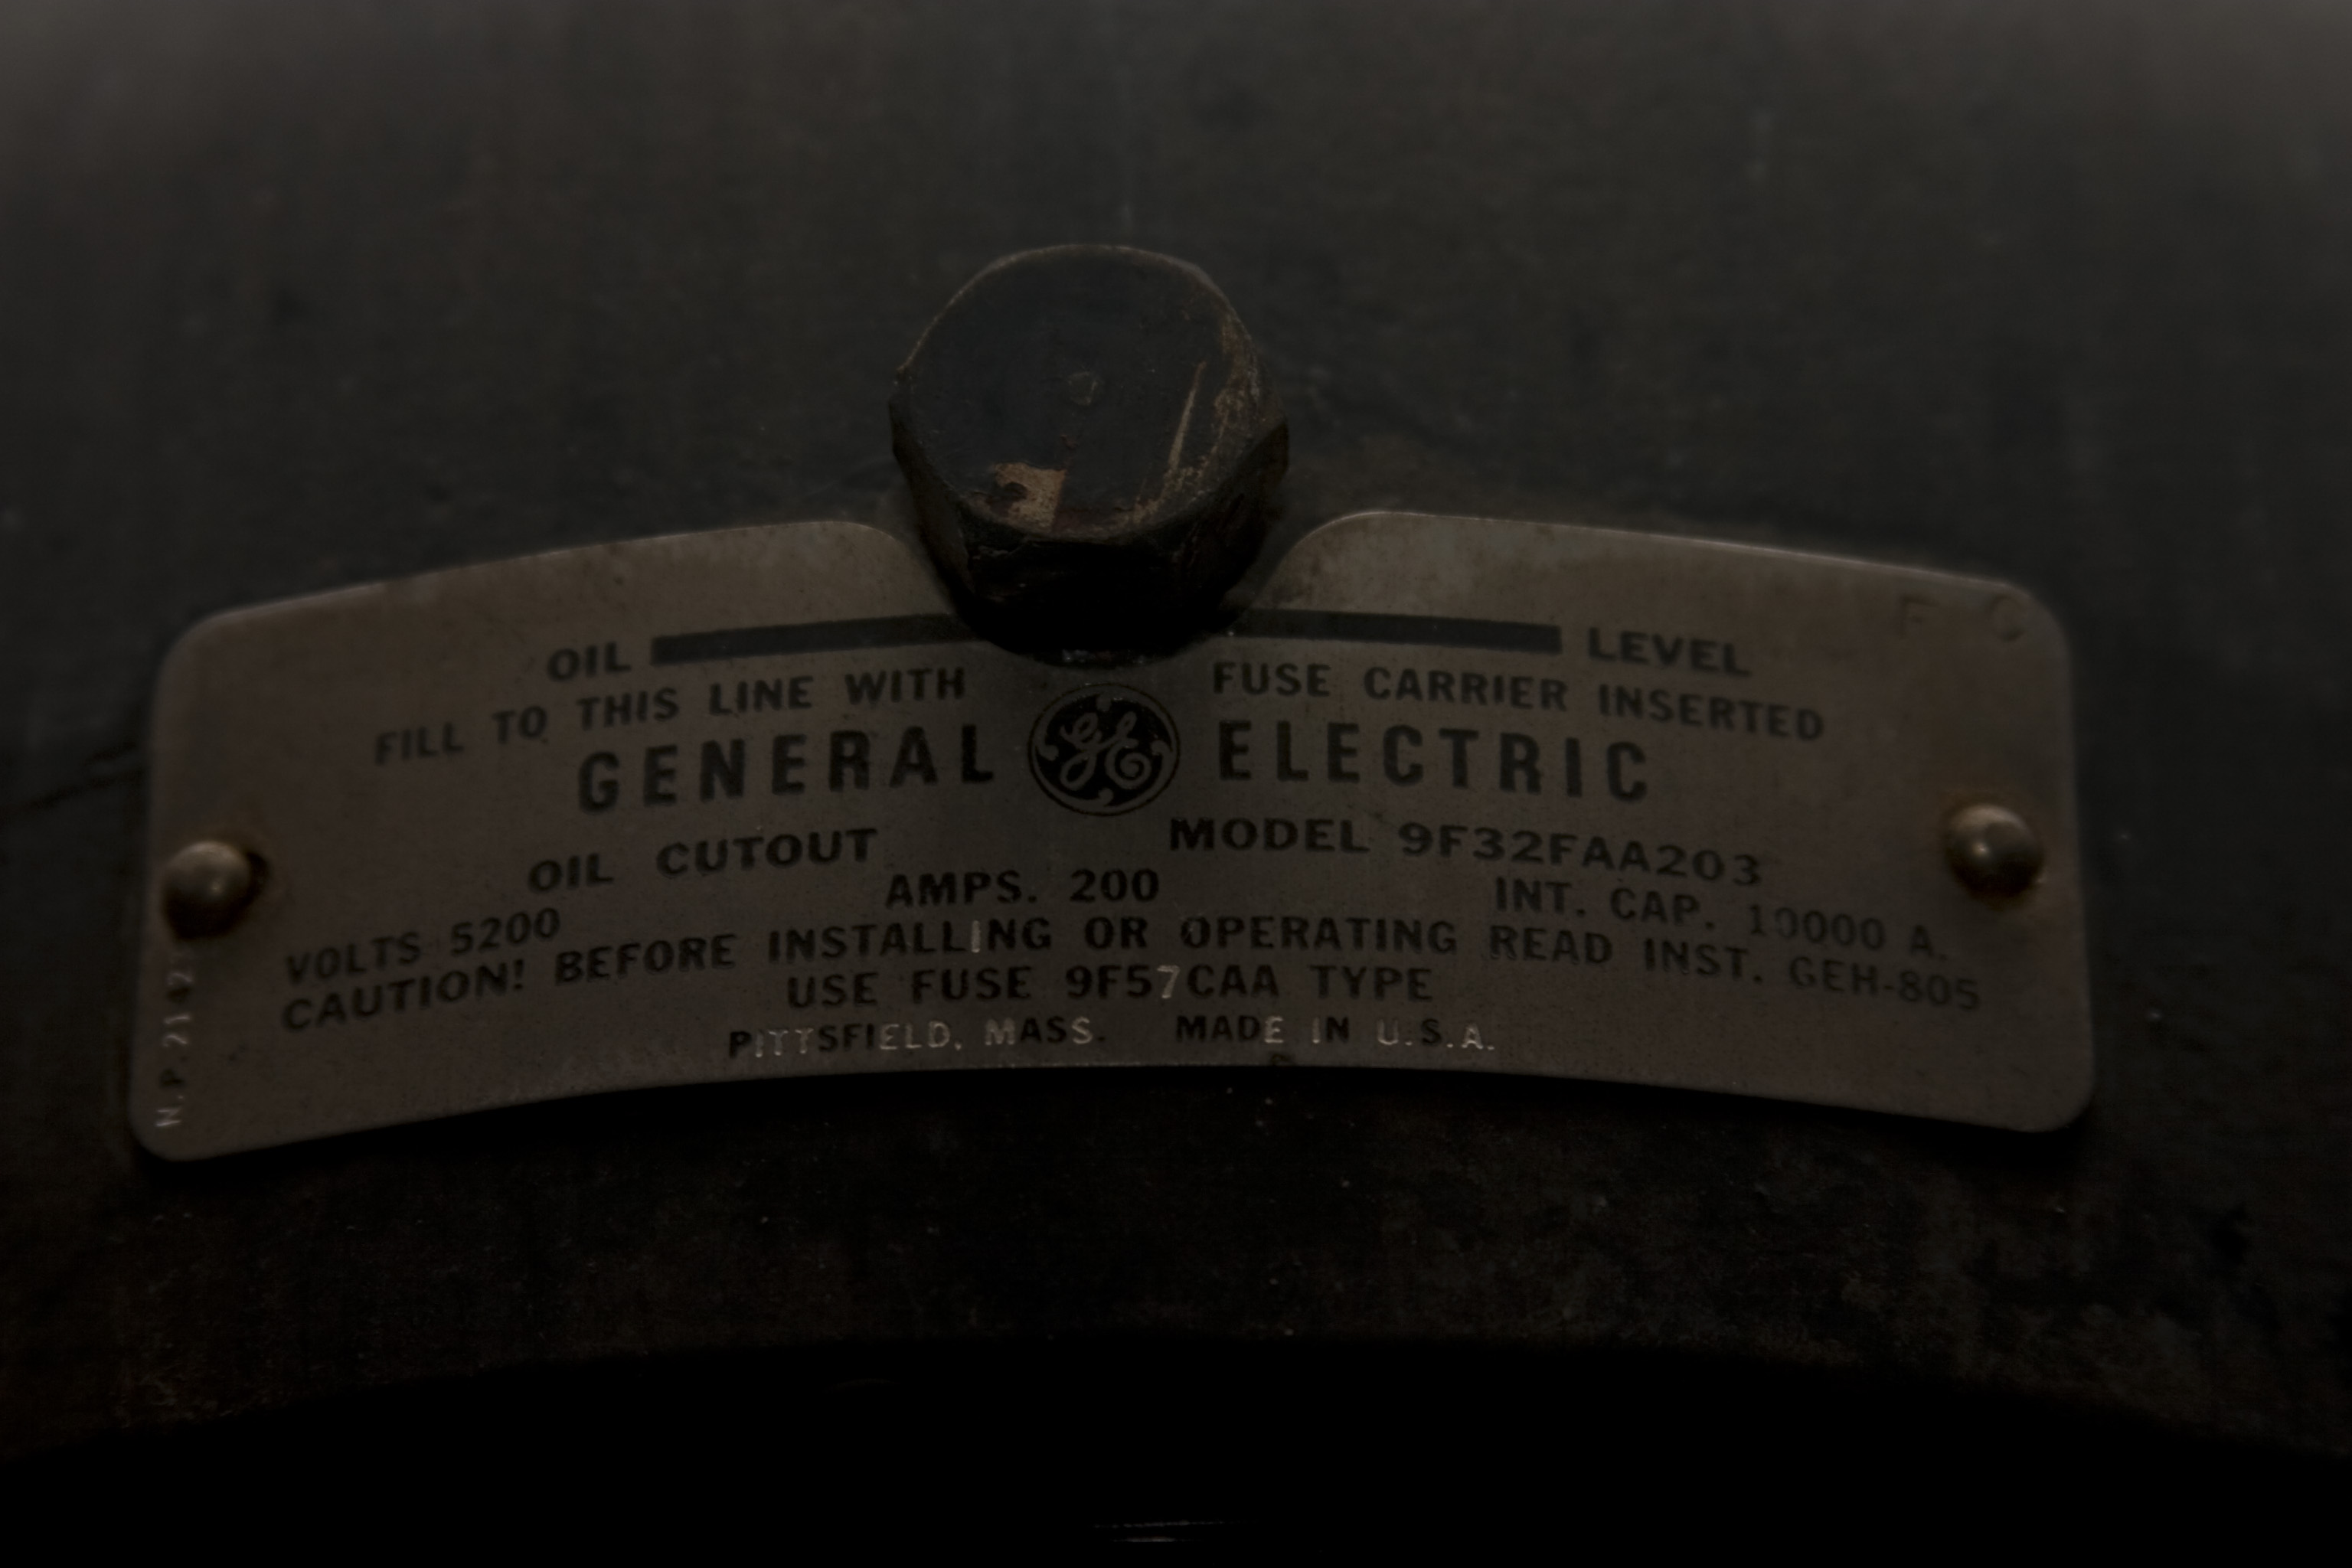 F C
OIL LEVEL
FILL TO THIS LINE WITH FUSE CARRIER INSERTED
GENERAL GE ELECTRIC
OIL CUTOUT MODEL 9F32FAA203
VOLTS 5200 AMPS. 200 INT. CAP. 10000 A.
CAUTION! BEFORE INSTALLING OR OPERATING READ INST. GEH-805
USE FUSE 9F57CAA TYPE
PITTSFIELD, MASS. MADE IN U.S.A.
N.P.